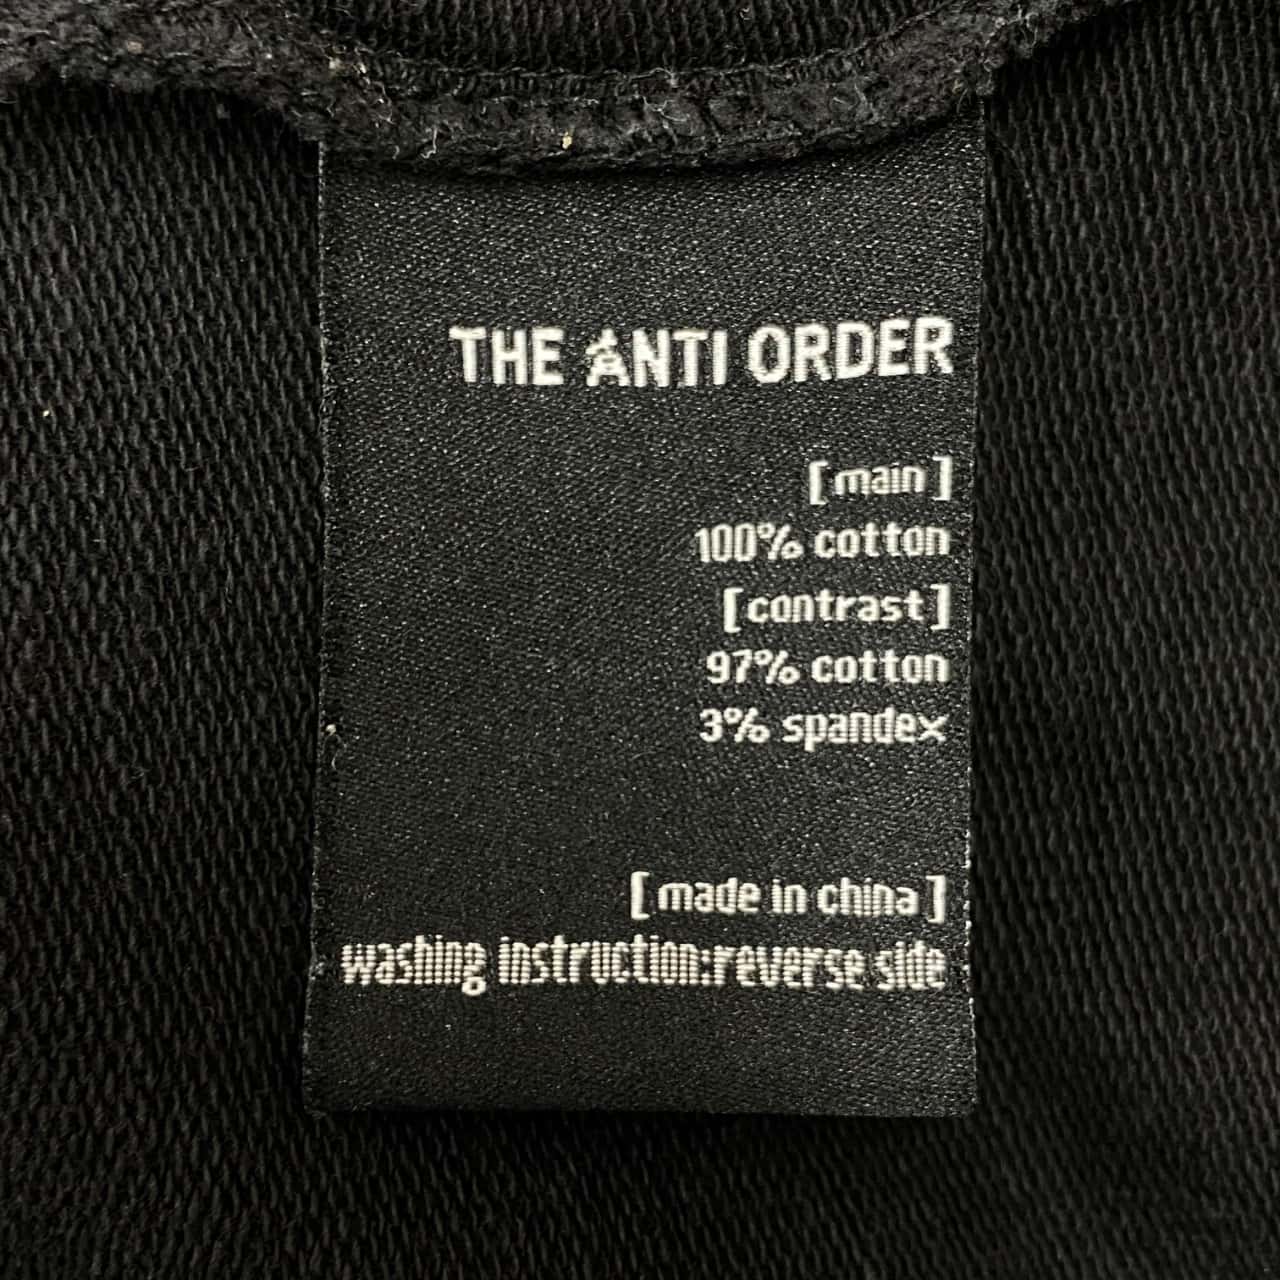 THE ANTI ORDER
[ main ]
100% cotton
[ contrast ]
97% cotton
3% spandex
[ made in china ]
washing instruction:reverse side